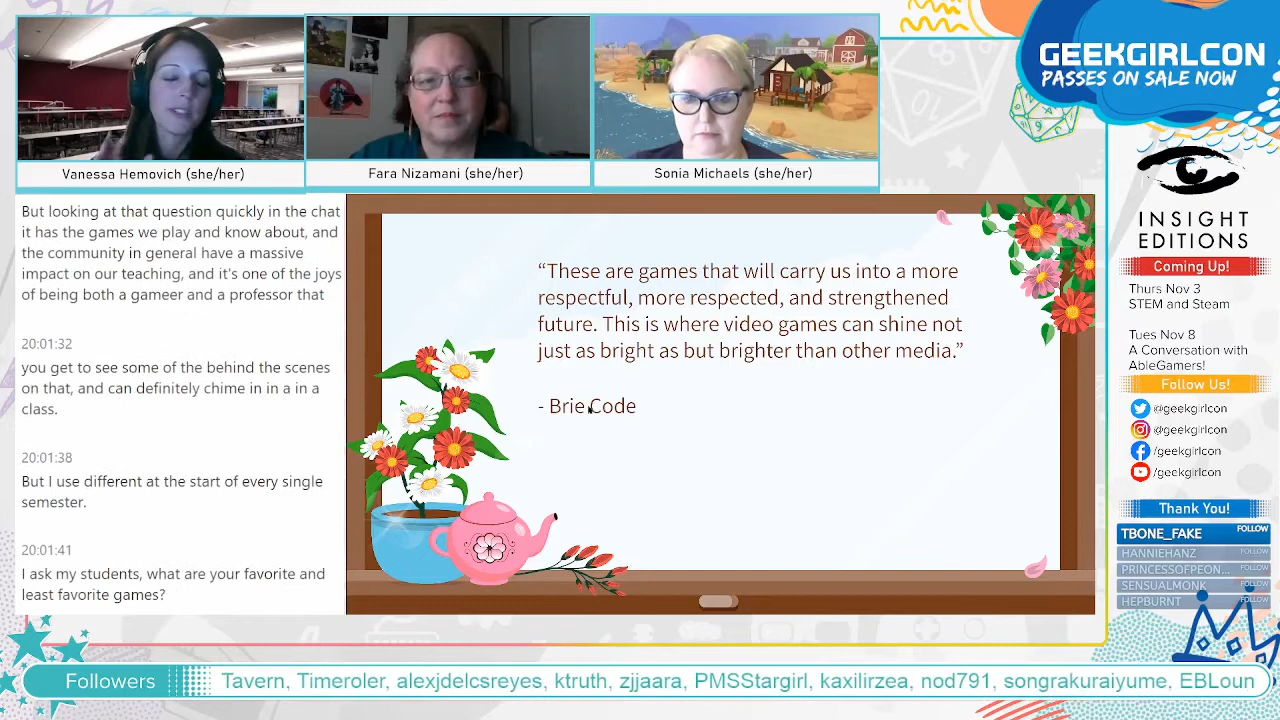 GEEKGIRLCON
PASSES ON SALE NOW
Vanessa Hemovich (she/her)
Fara Nizamani (she/her)
Sonia Michaels (she/her)
But looking at that question quickly in the chat
it has the games we play and know about, and
the community in general have a massive
impact on our teaching, and it's one of the joys
of being both a gameer and a professor that
20:01:32
you get to see some of the behind the scenes
on that, and can definitely chime in in a in a
class.
20:01:38
But I use different at the start of every single
semester.
20:01:41
I ask my students, what are your favorite and
least favorite games?
“These are games that will carry us into a more
respectful, more respected, and strengthened
future. This is where video games can shine not
just as bright as but brighter than other media.”
- Brie Code
INSIGHT
EDITIONS
Coming Up!
Thurs Nov 3
STEM and Steam
Tues Nov 8
A Conversation with
AbleGamers!
Follow Us!
@geekgirlcon
@geekgirlcon
/geekgirlcon
/geekgirlcon
Thank You!
TBONE_FAKE FOLLOW
HANNIEHANZ FOLLOW
PRINCESSOFPEON... FOLLOW
SENSUALMONK FOLLOW
HEPBURNT FOLLOW
Followers Tavern, Timeroler, alexjdelcsreyes, ktruth, zjjaara, PMSStargirl, kaxilirzea, nod791, songrakuraiyume, EBLoun